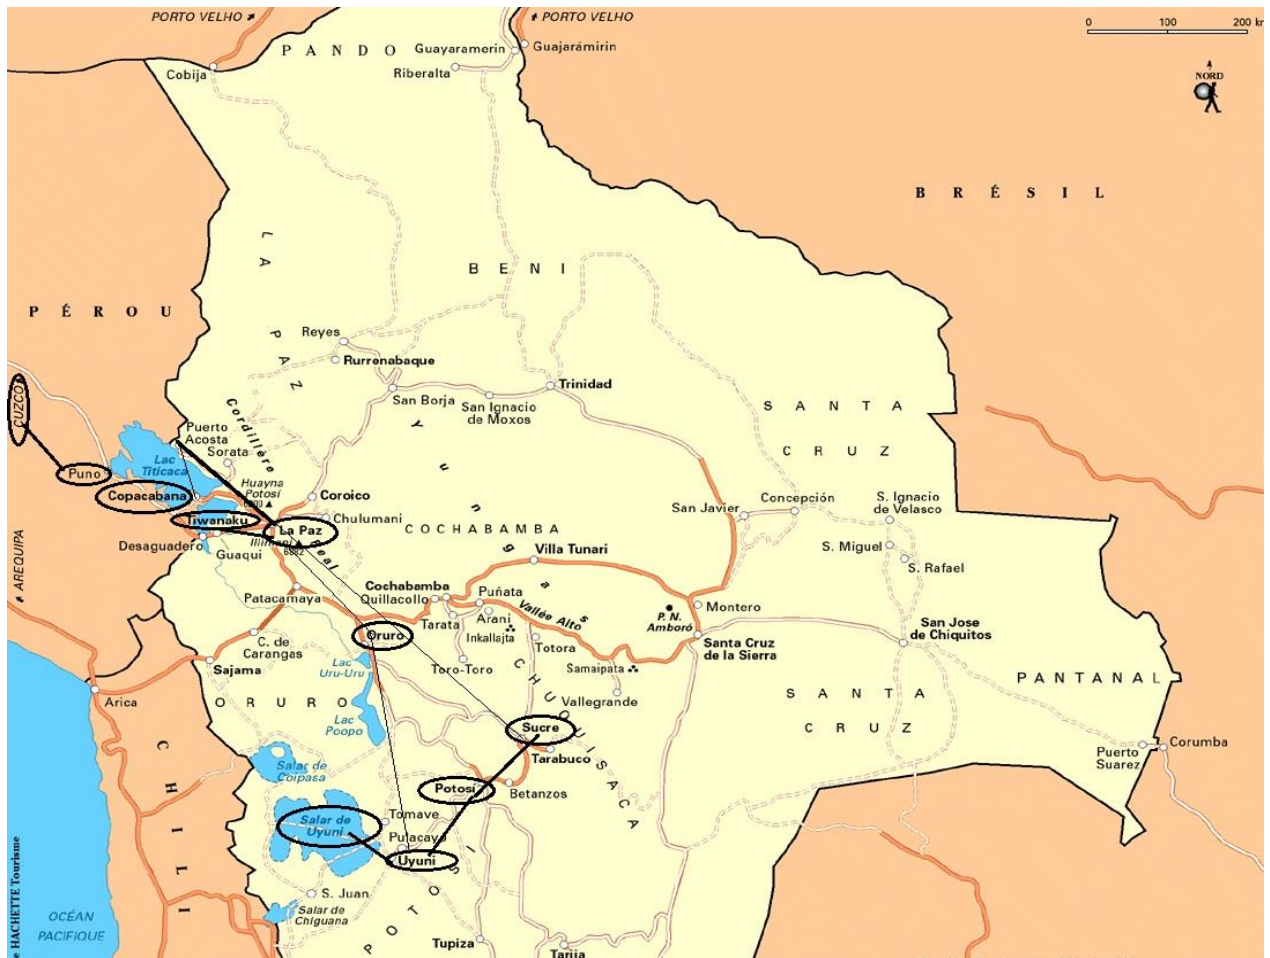 PORTO VELHO
PORTO VELHO
0 100 200 km
PANDO
Guayaramerin
Guajarámirin
Cobija
Riberalta
NORD
BRÉSIL
LA PAZ
BENI
PÉROU
Reyes
Rurrenabaque
Trinidad
San Borja
San Ignacio
de Moxos
CUZCO
Cordillère
Real
Yungas
SANTA
CRUZ
Puerto
Acosta
Sorata
Lac
Titicaca
Puno
Huayna
Potosí
Copacabana
Coroico
Concepción
S. Ignacio
de Velasco
San Javier
Tiwanaku
La Paz
Chulumani
COCHABAMBA
Desaguadero
Guaqui
Illimani
6882
Villa Tunari
S. Miguel
S. Rafael
AREQUIPA
Patacamaya
Cochabamba
Quillacollo
Puñata
Vallée Alto
Arani
Tarata
Inkallajta
P. N.
Amboró
Montero
San Jose
de Chiquitos
Oruro
C. de
Carangas
Totora
Santa Cruz
de la Sierra
Sajama
Lac
Uru-Uru
Toro-Toro
Samaipata
Vallegrande
PANTANAL
Arica
ORURO
Lac
Poopo
CHUQUISACA
SANTA
CRUZ
Sucre
Tarabuco
Puerto
Suarez
Corumba
CHILI
Salar de
Coipasa
Potosí
Betanzos
Salar de
Uyuni
Tomave
Pulacayo
Uyuni
S. Juan
Salar de
Chiguana
POTOSI
OCÉAN
PACIFIQUE
HACHETTE Tourisme
Tupiza
Tarija